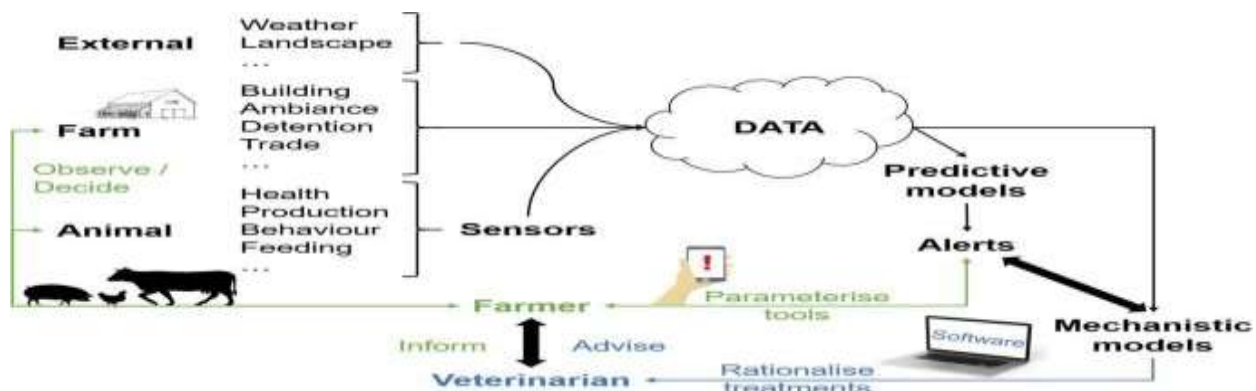 External
Weather
Landscape
...
Farm
Building
Ambiance
Detention
Trade
...
Observe /
Decide
Animal
Health
Production
Behaviour
Feeding
...
Sensors
DATA
Predictive
models
Alerts
!
Parameterise
tools
Farmer
Inform
Advise
Veterinarian
Software
Mechanistic
models
Rationalise
treatments